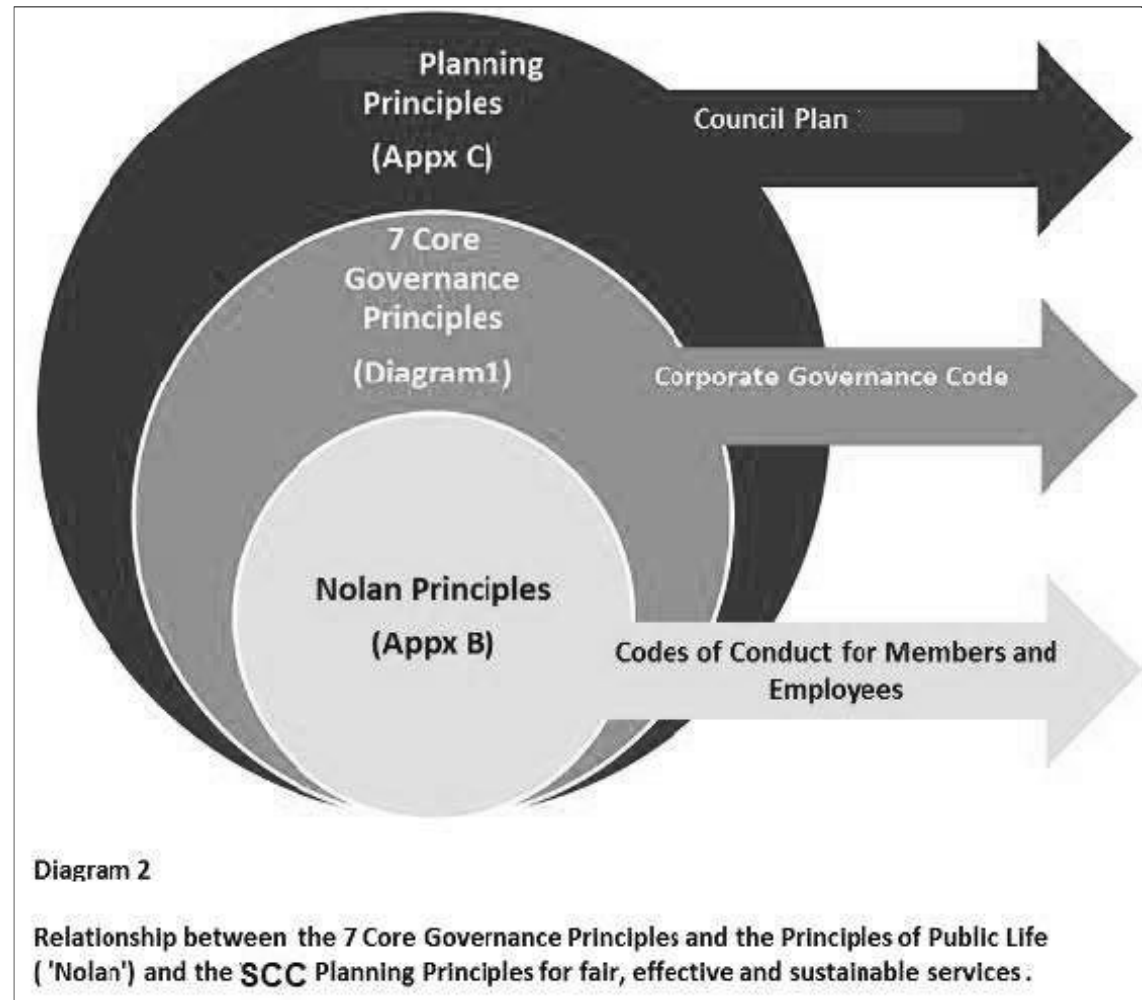 Planning
Principles
(Appx C)
Council Plan
7 Core
Governance
Principles
(Diagram1)
Corporate Governance Code
Nolan Principles
(Appx B)
Codes of Conduct for Members and
Employees
Diagram 2
Relationship between the 7 Core Governance Principles and the Principles of Public Life
( 'Nolan') and the SCC Planning Principles for fair, effective and sustainable services .